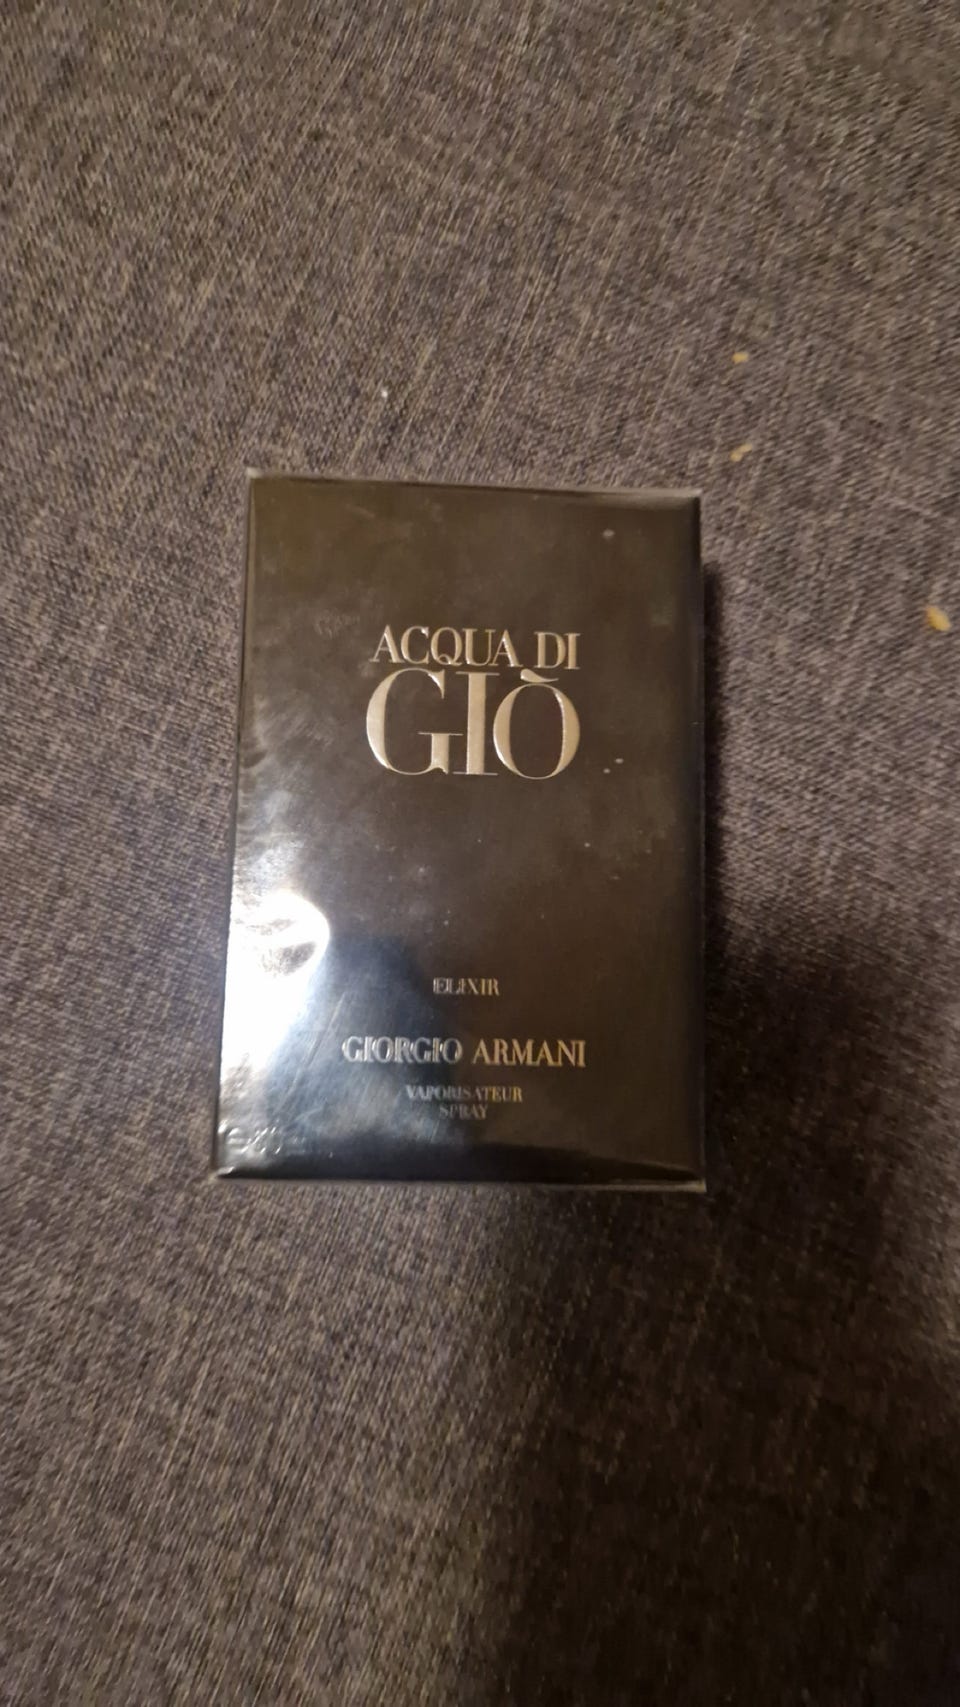 ACQUA DI
GIÒ
ELIXIR
GIORGIO ARMANI
VAPORISATEUR
SPRAY